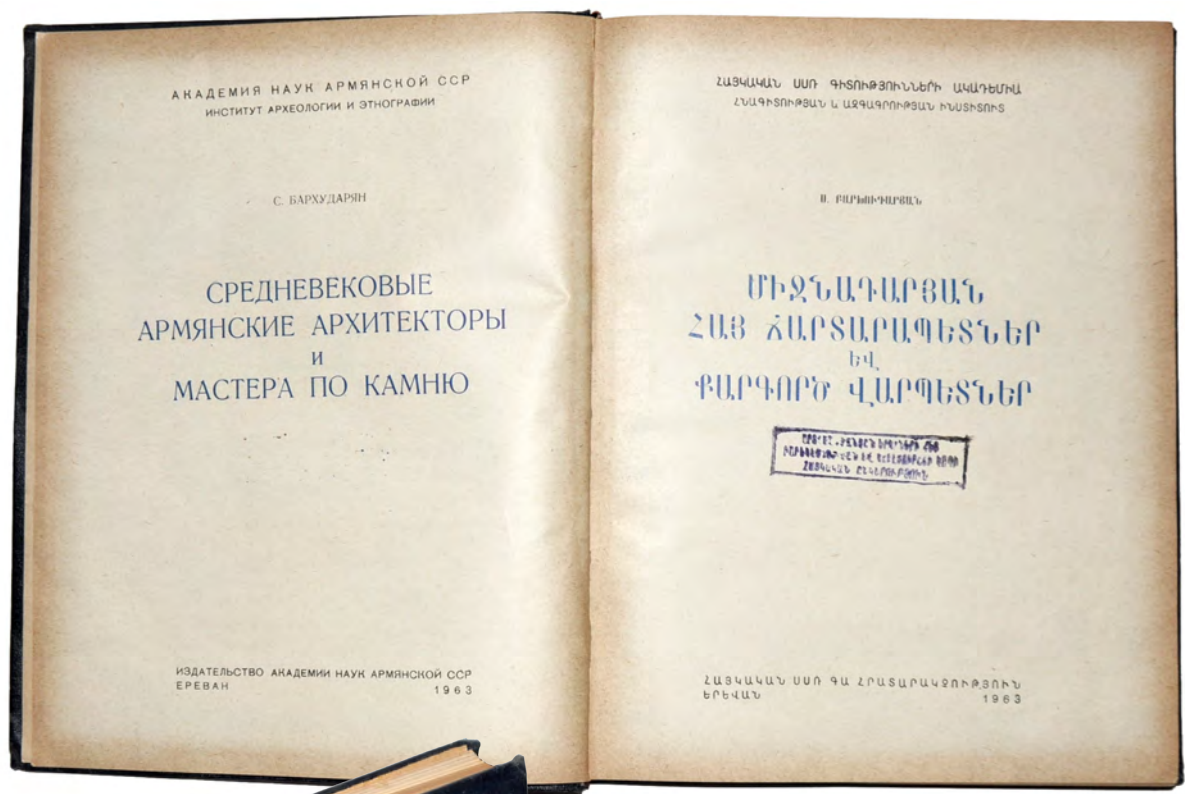 АКАДЕМИЯ НАУК АРМЯНСКОЙ ССР
ИНСТИТУТ АРХЕОЛОГИИ И ЭТНОГРАФИИ
С. БАРХУДАРЯН
СРЕДНЕВЕКОВЫЕ
АРМЯНСКИЕ АРХИТЕКТОРЫ
И
МАСТЕРА ПО КАМНЮ
ИЗДАТЕЛЬСТВО АКАДЕМИИ НАУК АРМЯНСКОЙ ССР
ЕРЕВАН 1963
ՀԱՅԿԱԿԱՆ ՍՍՌ ԳԻՏՈՒԹՅՈՒՆՆԵՐԻ ԱԿԱԴԵՄԻԱ
ՀՆԱԳԻՏՈՒԹՅԱՆ և ԱԶԳԱԳՐՈՒԹՅԱՆ ԻՆՍՏԻՏՈՒՏ
Ս. ԲԱՐԽՈՒԴԱՐՅԱՆ
ՄԻՋՆԱԴԱՐՅԱՆ
ՀԱՅ ՃԱՐՏԱՐԱՊԵՏՆԵՐ
ԵՎ
ՔԱՐԳՈՐԾ ՎԱՐՊԵՏՆԵՐ
ՀԱՅԿԱԿԱՆ ԸՆԿԵՐՈՒԹՅՈՒՆ
ՀԱՅԿԱԿԱՆ ՍՍՌ ԳԱ ՀՐԱՏԱՐԱԿՉՈՒԹՅՈՒՆ
ԵՐԵՎԱՆ 1963